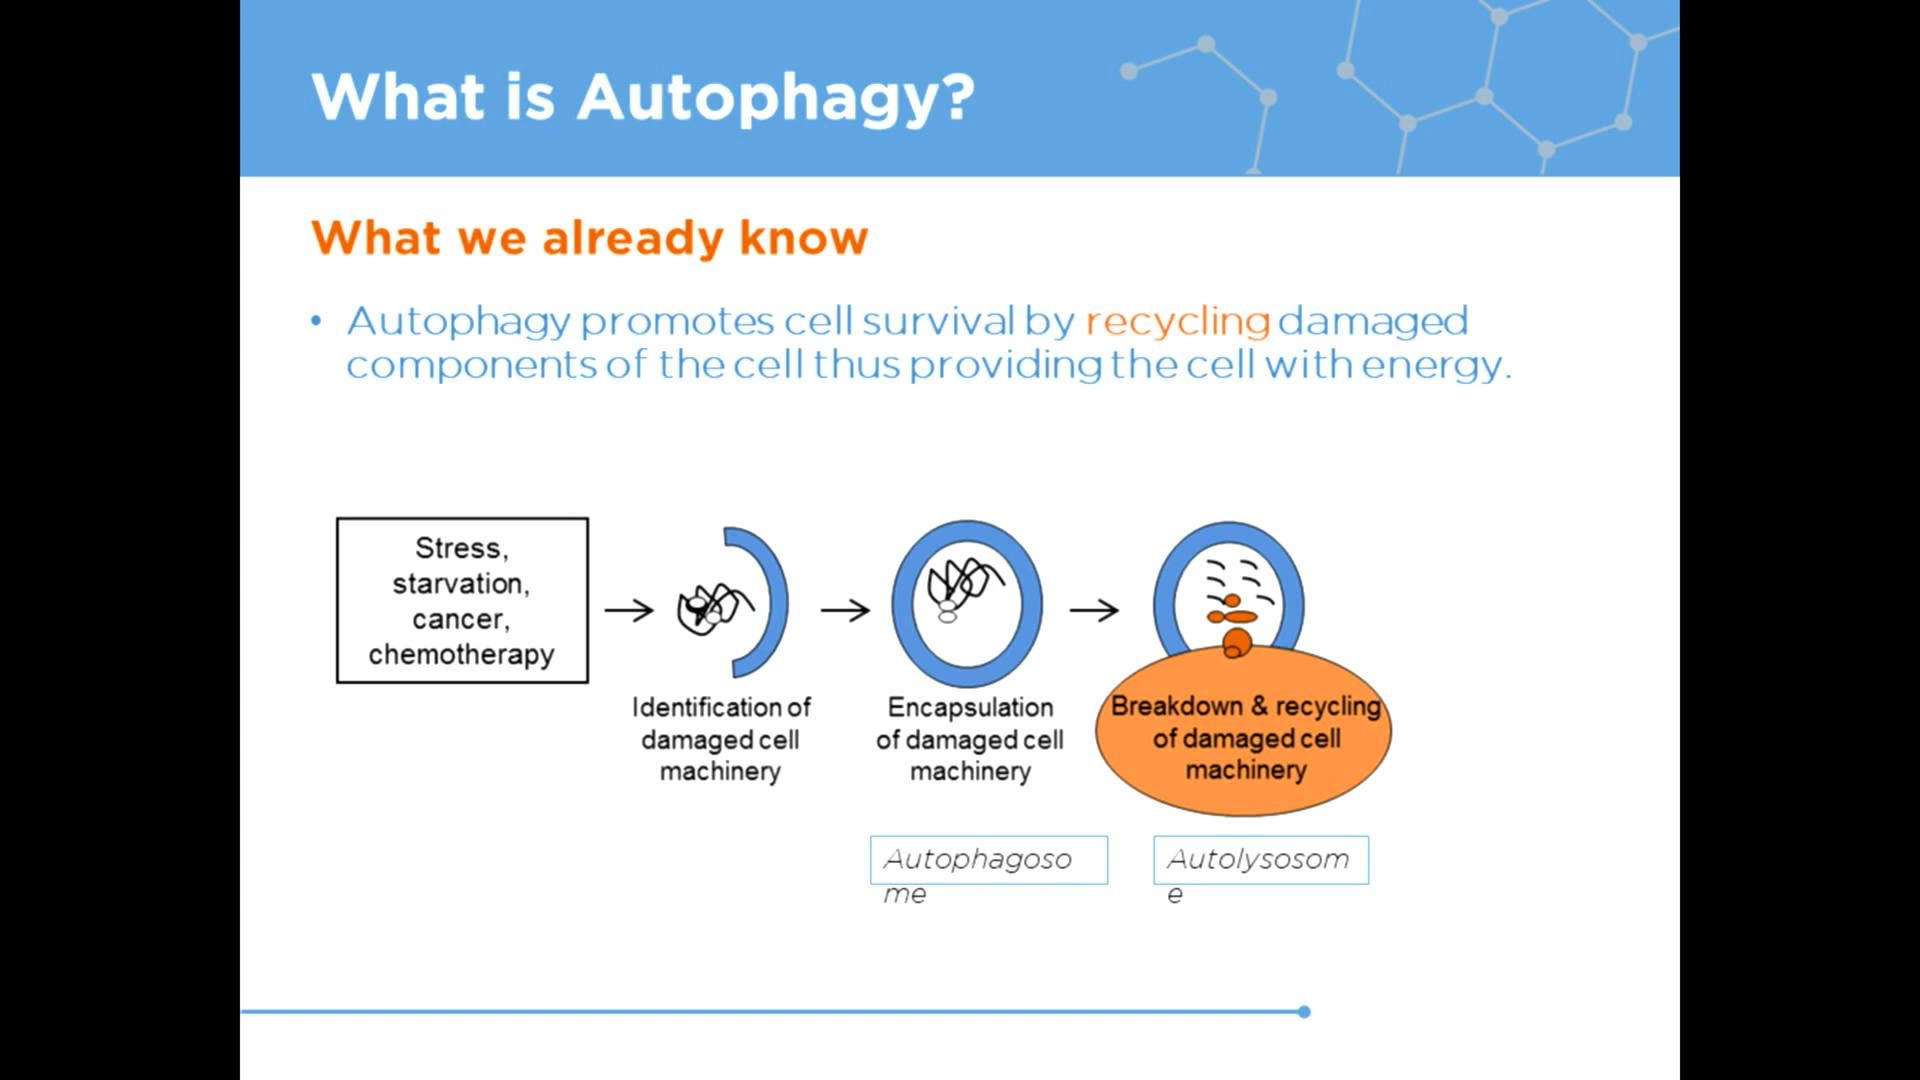 What is Autophagy?
What we already know
• Autophagy promotes cell survival by recycling damaged
components of the cell thus providing the cell with energy.
Stress,
starvation,
cancer,
chemotherapy
Identification of
damaged cell
machinery
Encapsulation
of damaged cell
machinery
Breakdown & recycling
of damaged cell
machinery
Autophagoso
me
Autolysosom
e